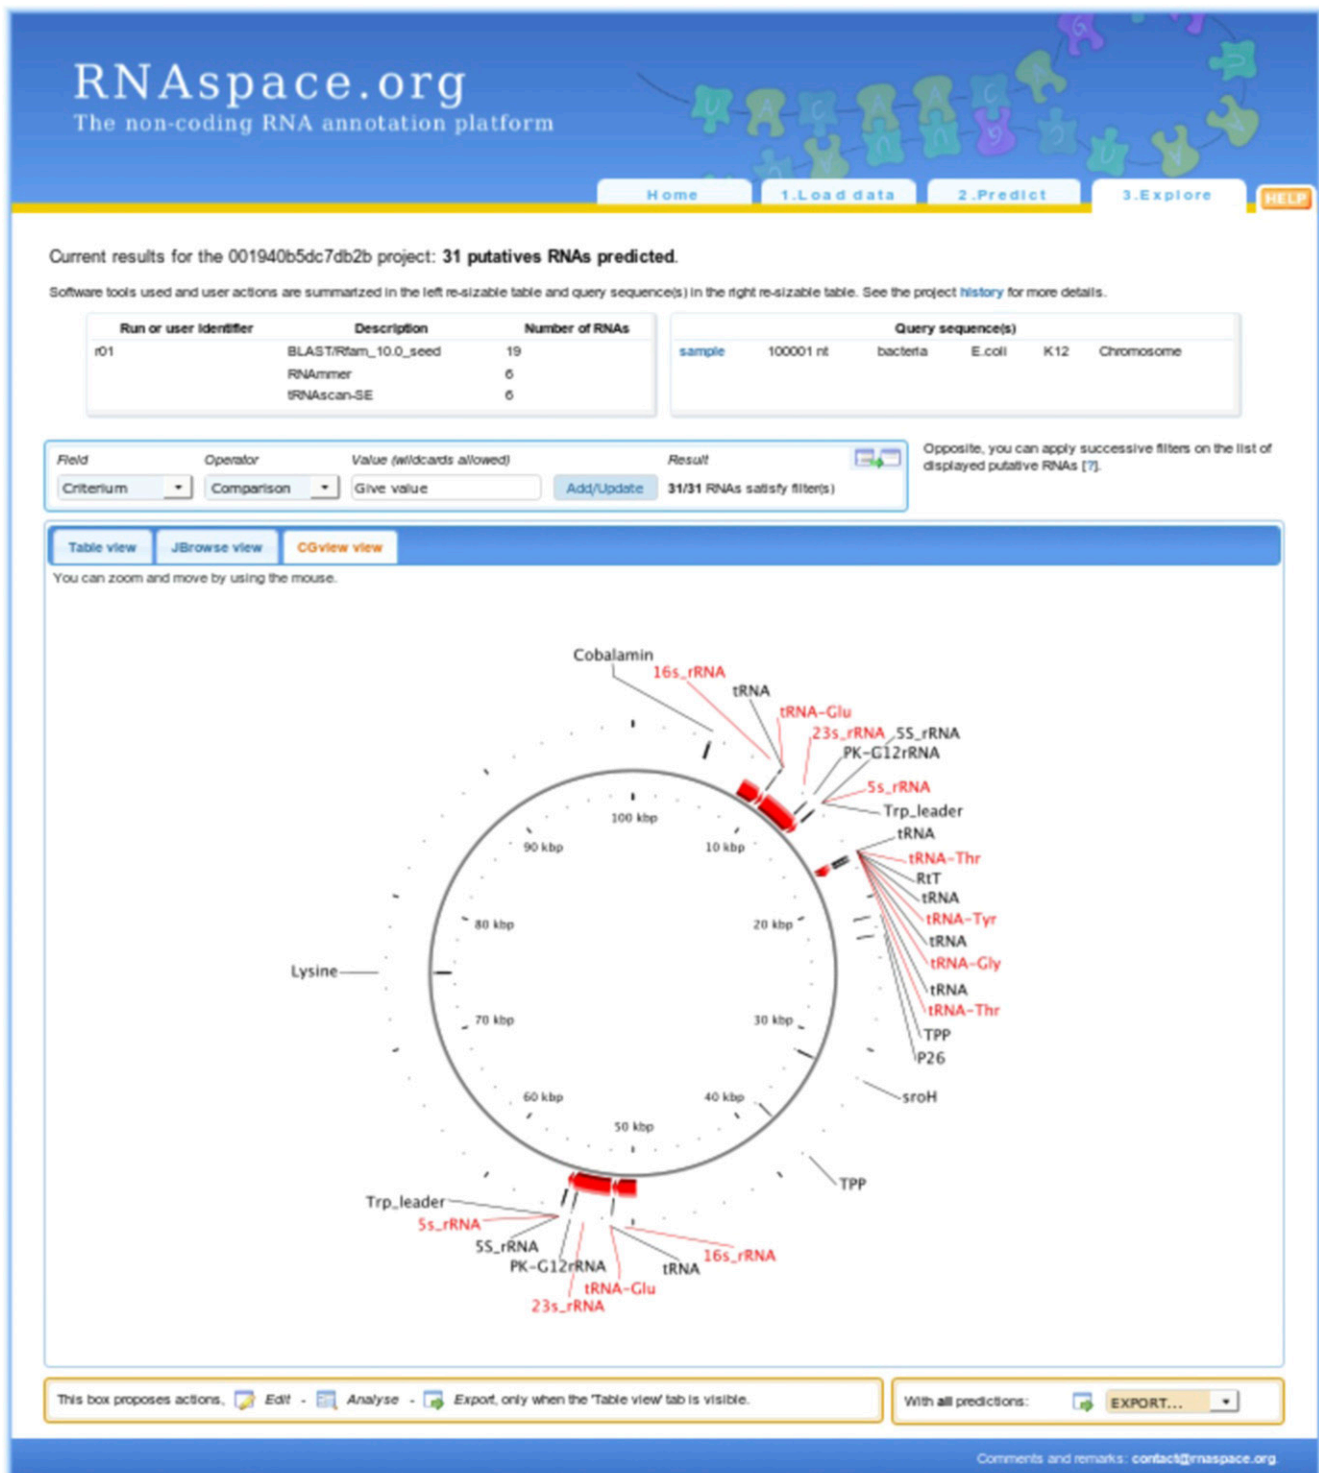 RNAspace.org
The non-coding RNA annotation platform
Home 1.Load data 2.Predict 3.Explore HELP
Current results for the 001940b5dc7db2b project: 31 putatives RNAs predicted.
Software tools used and user actions are summarized in the left re-sizable table and query sequence(s) in the right re-sizable table. See the project history for more details.
Run or user identifier Description Number of RNAs Query sequence(s)
r01 BLAST/Rfam_10.0_seed 19 sample 100001 nt bacteria E.coli K12 Chromosome
RNAmmer 6
tRNAscan-SE 6
Field Operator Value (wildcards allowed) Result
Criterium Comparison Give value Add/Update 31/31 RNAs satisfy filter(s)
Opposite, you can apply successive filters on the list of
displayed putative RNAs [?].
Table view JBrowse view CGview view
You can zoom and move by using the mouse.
Cobalamin
16s_rRNA
tRNA
tRNA-Glu
23s_rRNA 5S_rRNA
PK-G12rRNA
5s_rRNA
Trp_leader
tRNA
tRNA-Thr
RtT
tRNA
tRNA-Tyr
tRNA
tRNA-Gly
tRNA
tRNA-Thr
TPP
P26
sroH
TPP
100 kbp
90 kbp 10 kbp
80 kbp 20 kbp
Lysine
70 kbp 30 kbp
60 kbp 40 kbp
50 kbp
Trp_leader
5s_rRNA
5S_rRNA
PK-G12rRNA
16s_rRNA
tRNA
tRNA-Glu
23s_rRNA
This box proposes actions, Edit - Analyse - Export, only when the 'Table view' tab is visible.
With all predictions: EXPORT...
Comments and remarks: contact@rnaspace.org